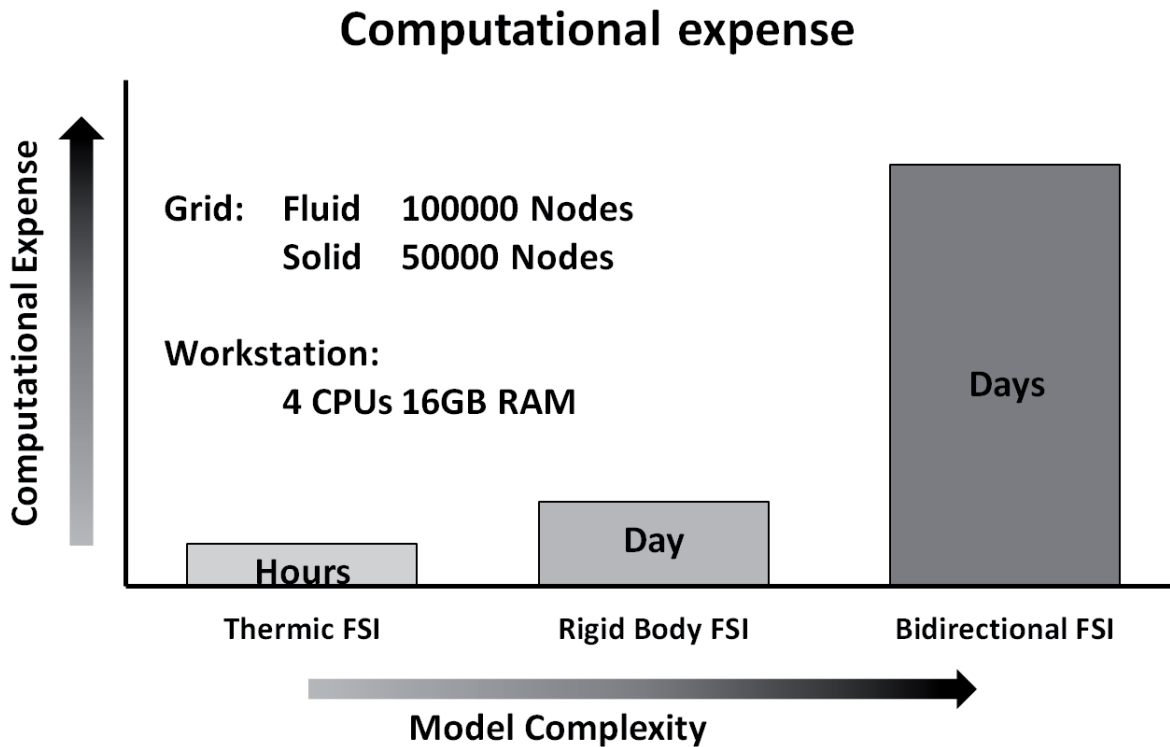 Computational expense
Computational Expense
Grid: Fluid 100000 Nodes
Solid 50000 Nodes
Workstation:
4 CPUs 16GB RAM
Days
Day
Hours
Thermic FSI
Rigid Body FSI
Bidirectional FSI
Model Complexity